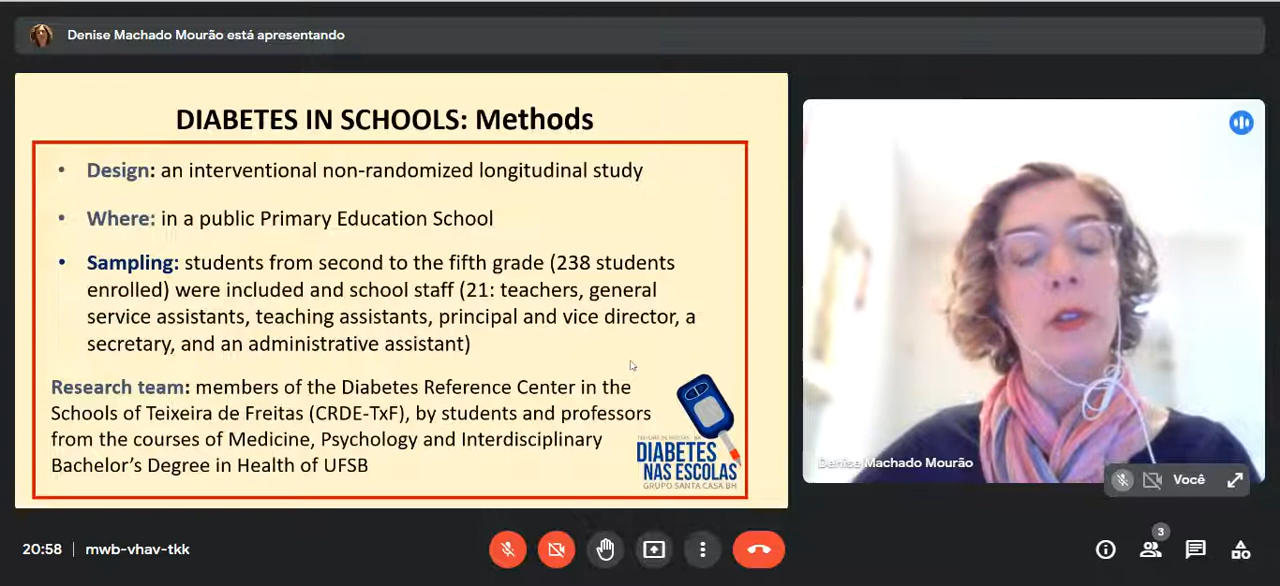 Denise Machado Mourão está apresentando
DIABETES IN SCHOOLS: Methods
• Design: an interventional non-randomized longitudinal study
• Where: in a public Primary Education School
• Sampling: students from second to the fifth grade (238 students
enrolled) were included and school staff (21: teachers, general
service assistants, teaching assistants, principal and vice director, a
secretary, and an administrative assistant)
Research team: members of the Diabetes Reference Center in the
Schools of Teixeira de Freitas (CRDE-TxF), by students and professors
from the courses of Medicine, Psychology and Interdisciplinary
Bachelor's Degree in Health of UFSB
DIABETES
NAS ESCOLAS
GRUPO SANTA CASA BH
Denise Machado Mourão
Você
20:58 | mwb-vhav-tkk
3